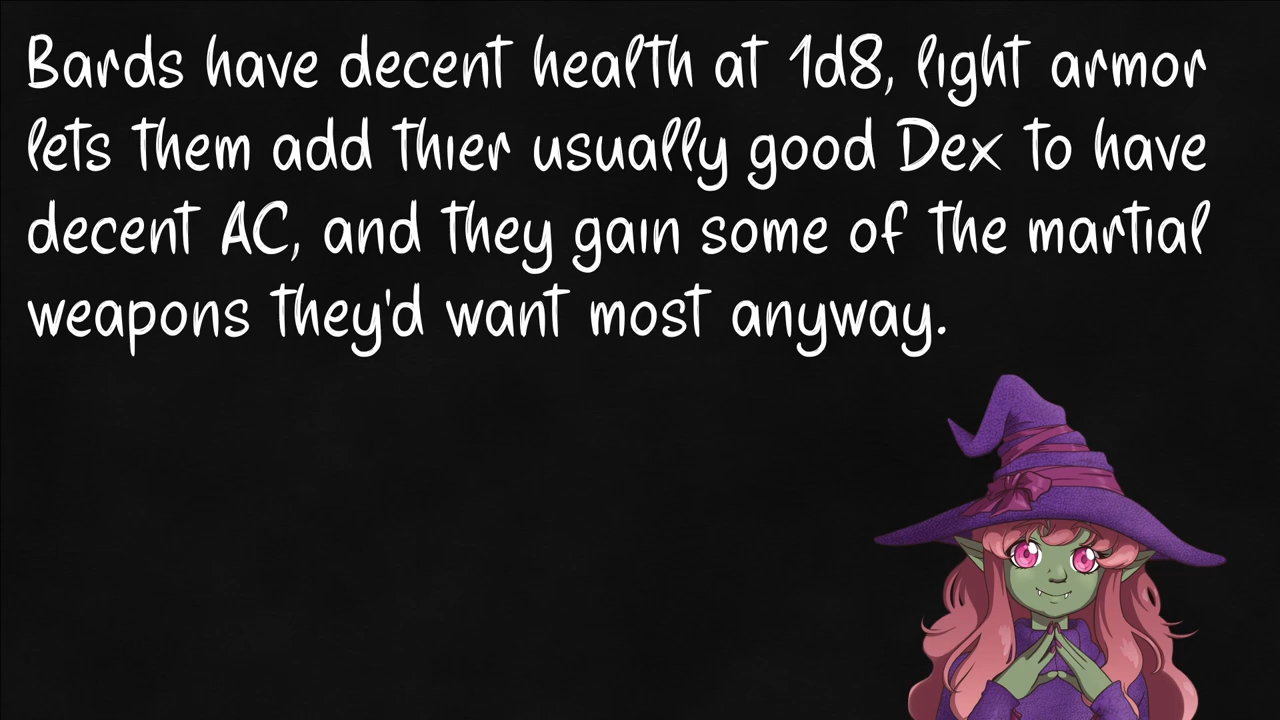 Bards have decent health at 1d8, light armor
lets them add thier usually good Dex to have
decent AC, and they gain some of the martial
weapons they'd want most anyway.